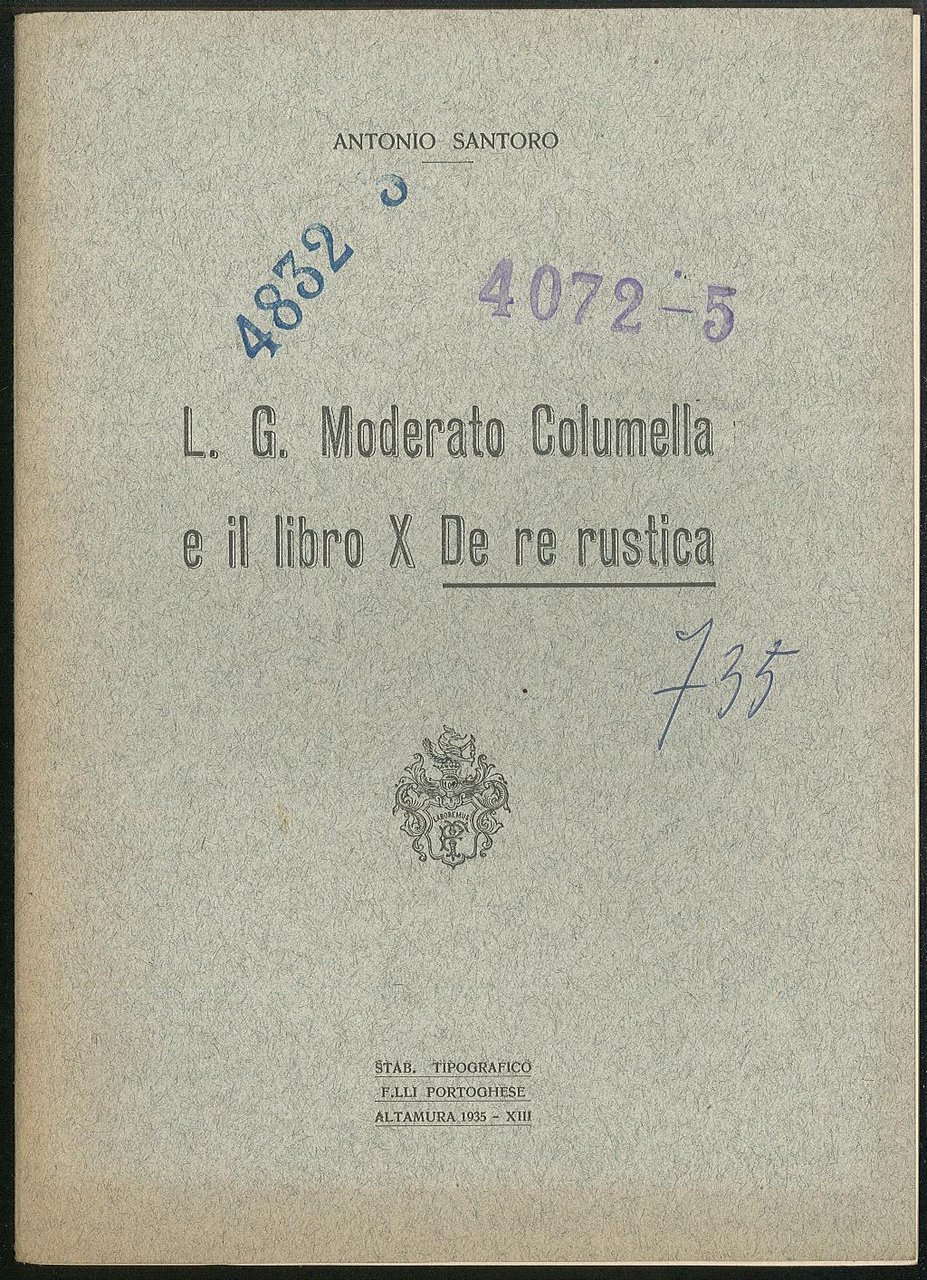 ANTONIO SANTORO
4832
4072-5
L. G. Moderato Columella
e il libro X De re rustica
735
LABOREMUS
STAB. TIPOGRAFICO
F.LLI PORTOGHESE
ALTAMURA 1935 - XIII